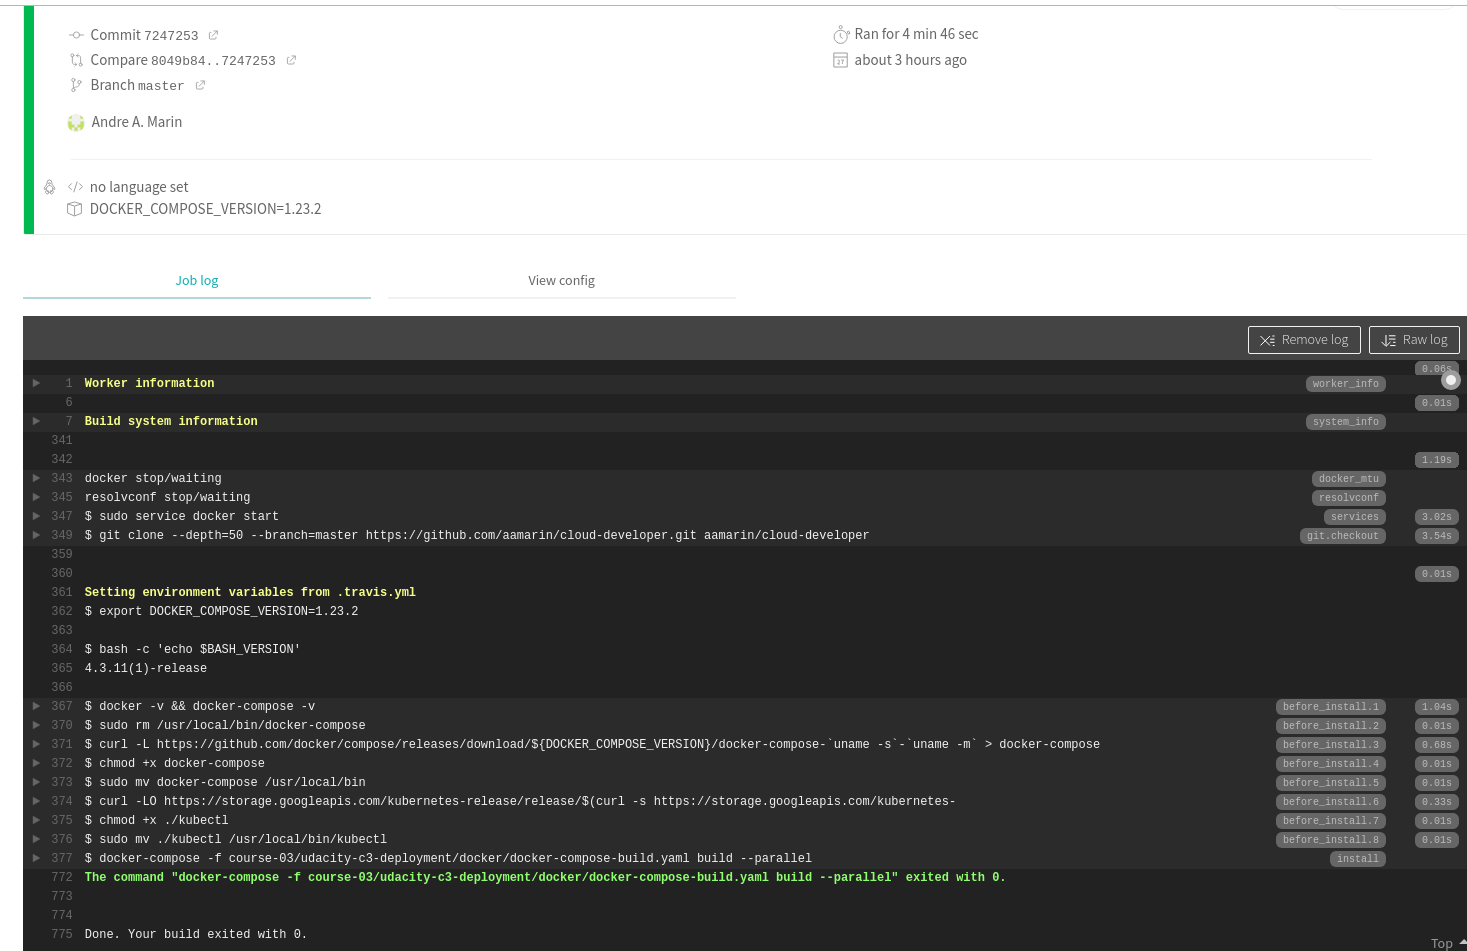 Commit 7247253
Ran for 4 min 46 sec
Compare 8049b84..7247253
about 3 hours ago
Branch master
Andre A. Marin
no language set
DOCKER_COMPOSE_VERSION=1.23.2
Job log
View config
Remove log
Raw log
0.06s
1 Worker information worker_info
6 0.01s
7 Build system information system_info
341
342 1.19s
343 docker stop/waiting docker_mtu
345 resolvconf stop/waiting resolvconf
347 $ sudo service docker start services 3.02s
349 $ git clone --depth=50 --branch=master https://github.com/aamarin/cloud-developer.git aamarin/cloud-developer git.checkout 3.54s
359
360 0.01s
361 Setting environment variables from .travis.yml
362 $ export DOCKER_COMPOSE_VERSION=1.23.2
363
364 $ bash -c 'echo $BASH_VERSION'
365 4.3.11(1)-release
366
367 $ docker -v && docker-compose -v before_install.1 1.04s
370 $ sudo rm /usr/local/bin/docker-compose before_install.2 0.01s
371 $ curl -L https://github.com/docker/compose/releases/download/${DOCKER_COMPOSE_VERSION}/docker-compose-`uname -s`-`uname -m` > docker-compose before_install.3 0.68s
372 $ chmod +x docker-compose before_install.4 0.01s
373 $ sudo mv docker-compose /usr/local/bin before_install.5 0.01s
374 $ curl -LO https://storage.googleapis.com/kubernetes-release/release/$(curl -s https://storage.googleapis.com/kubernetes- before_install.6 0.33s
375 $ chmod +x ./kubectl before_install.7 0.01s
376 $ sudo mv ./kubectl /usr/local/bin/kubectl before_install.8 0.01s
377 $ docker-compose -f course-03/udacity-c3-deployment/docker/docker-compose-build.yaml build --parallel install
772 The command "docker-compose -f course-03/udacity-c3-deployment/docker/docker-compose-build.yaml build --parallel" exited with 0.
773
774
775 Done. Your build exited with 0.
Top